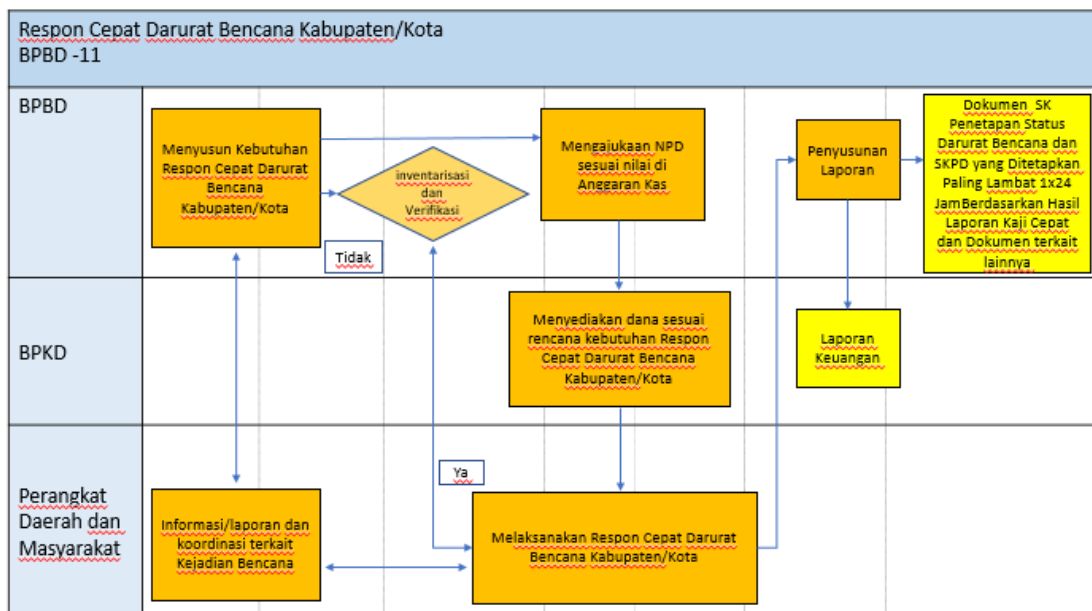 Respon Cepat Darurat Bencana Kabupaten/Kota
BPBD -11
BPBD
Menyusun Kebutuhan
Respon Cepat Darurat
Bencana
Kabupaten/Kota
inventarisasi
dan
Verifikasi
Tidak
Mengajukaan NPD
sesuai nilai di
Anggaran Kas
Penyusunan
Laporan
Dokumen SK
Penetapan Status
Darurat Bencana dan
SKPD yang Ditetapkan
Paling Lambat 1x24
JamBerdasarkan Hasil
Laporan Kaji Cepat
dan Dokumen terkait
lainnya
BPKD
Menyediakan dana sesuai
rencana kebutuhan Respon
Cepat Darurat Bencana
Kabupaten/Kota
Laporan
Keuangan
Perangkat
Daerah dan
Masyarakat
Informasi/laporan dan
koordinasi terkait
Kejadian Bencana
Ya
Melaksanakan Respon Cepat Darurat
Bencana Kabupaten/Kota